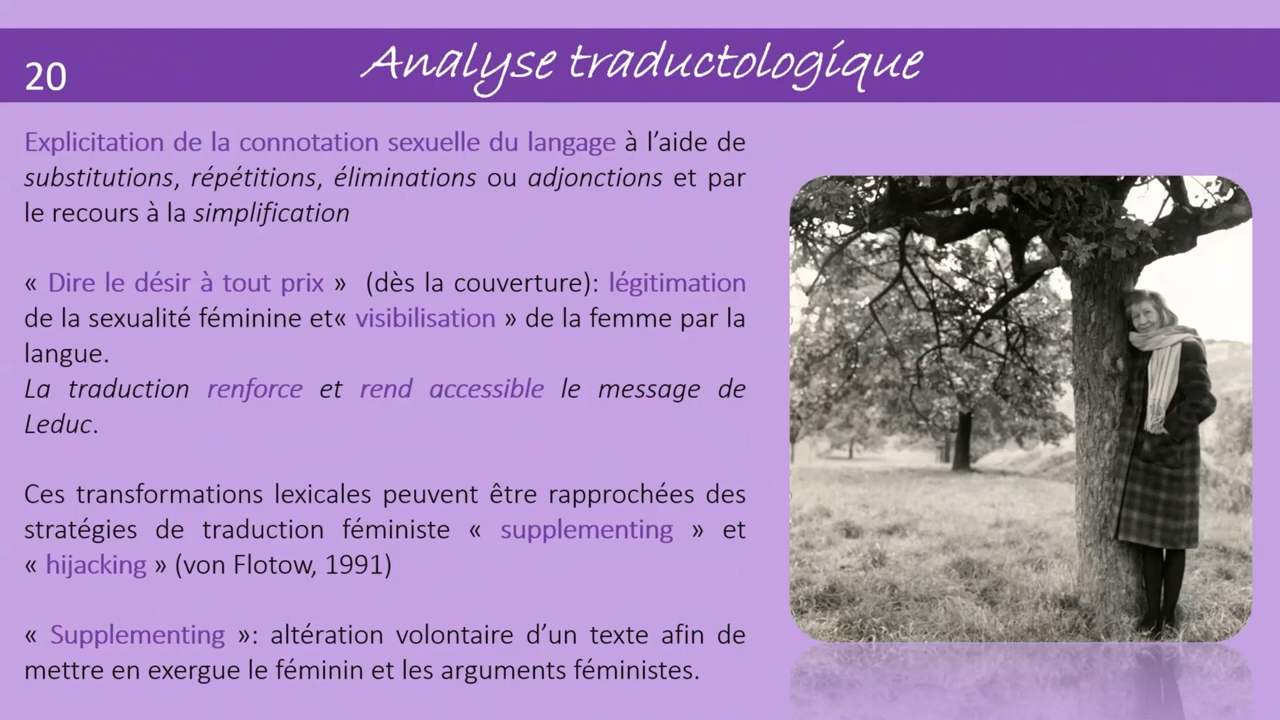 20
Analyse traductologique
Explicitation de la connotation sexuelle du langage à l’aide de
substitutions, répétitions, éliminations ou adjonctions et par
le recours à la simplification
« Dire le désir à tout prix » (dès la couverture): légitimation
de la sexualité féminine et« visibilisation » de la femme par la
langue.
La traduction renforce et rend accessible le message de
Leduc.
Ces transformations lexicales peuvent être rapprochées des
stratégies de traduction féministe « supplementing » et
« hijacking » (von Flotow, 1991)
« Supplementing »: altération volontaire d’un texte afin de
mettre en exergue le féminin et les arguments féministes.